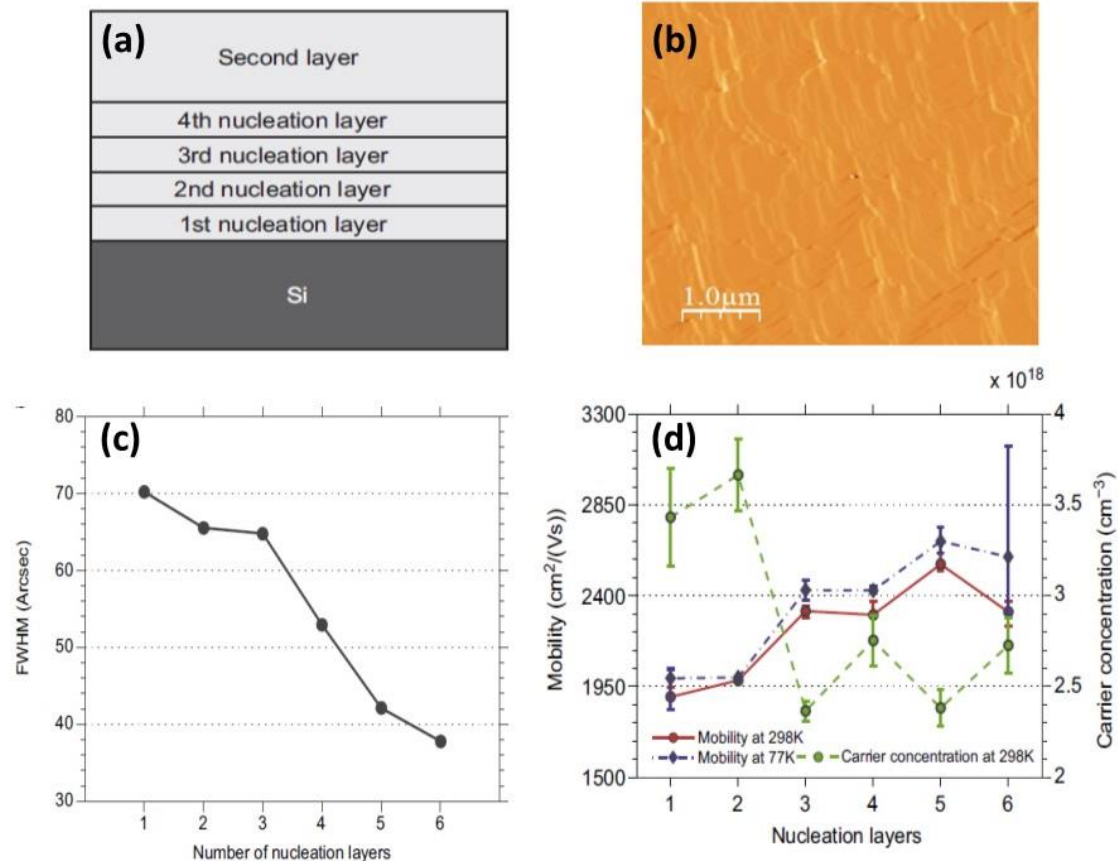 (a)
Second layer
4th nucleation layer
3rd nucleation layer
2nd nucleation layer
1st nucleation layer
Si
(b)
1.0µm
(c)
80
70
60
50
40
30
FWHM (Arcsec)
1 2 3 4 5 6
Number of nucleation layers
(d)
x 10^18
3300
2850
2400
1950
1500
Mobility (cm²/(Vs))
4
3.5
3
2.5
2
Carrier concentration (cm⁻³)
Mobility at 298K
Mobility at 77K
Carrier concentration at 298K
1 2 3 4 5 6
Nucleation layers